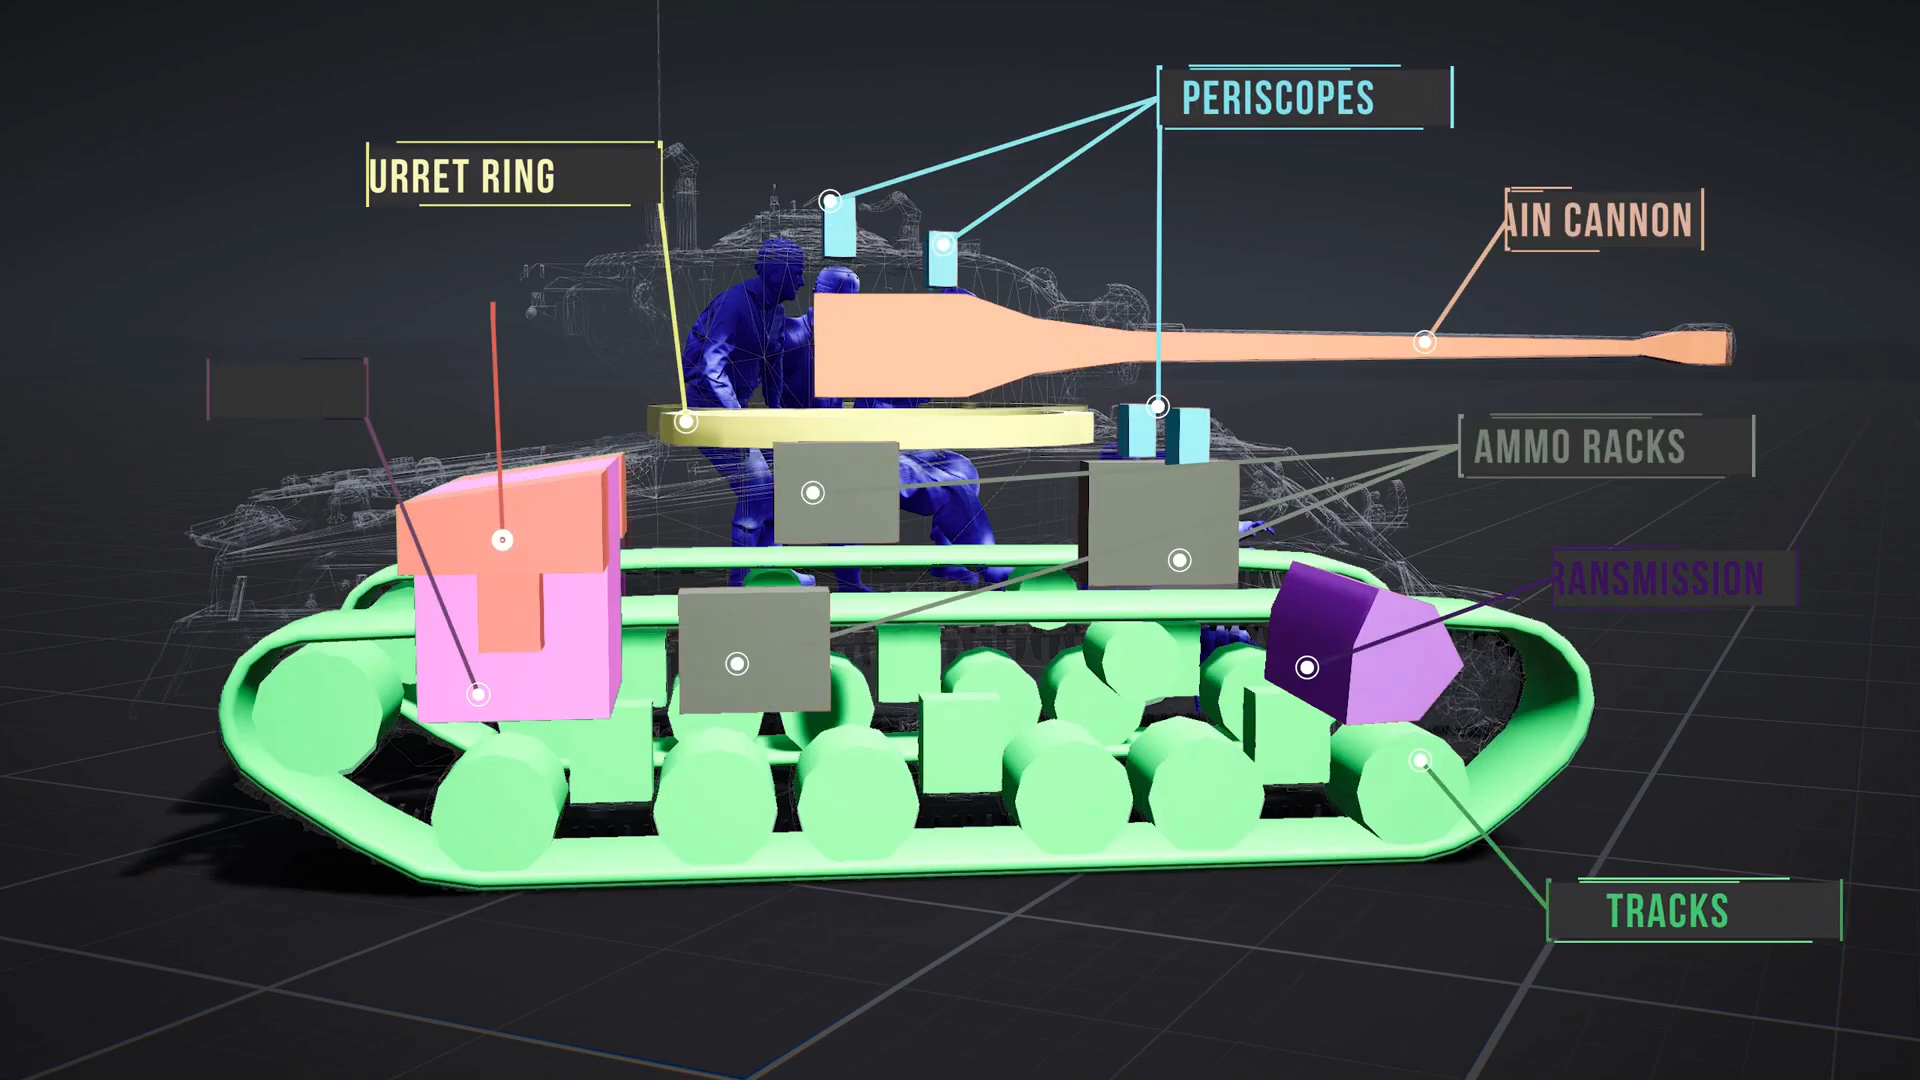 PERISCOPES
URRET RING
AIN CANNON
AMMO RACKS
RANSMISSION
TRACKS